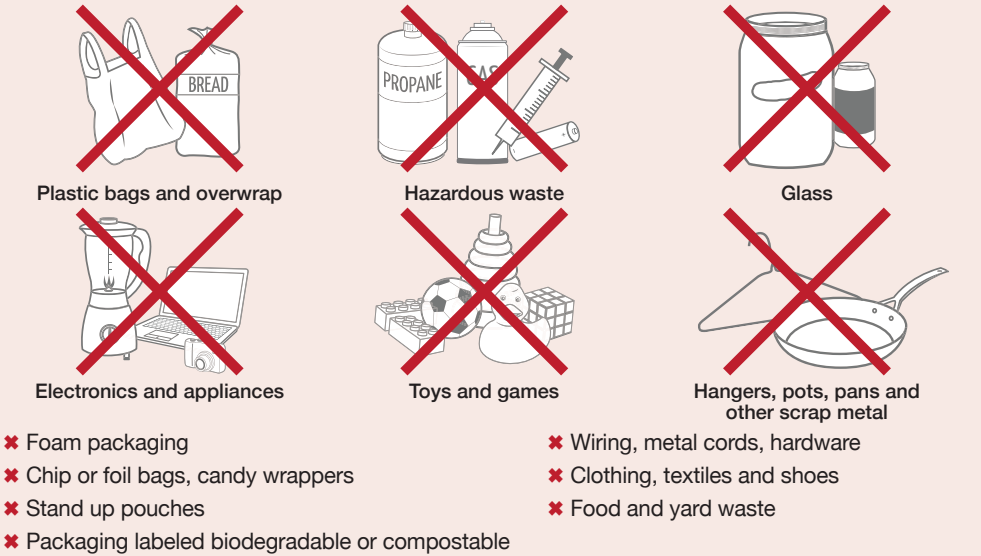 BREAD
PROPANE
GAS
Plastic bags and overwrap
Hazardous waste
Glass
Electronics and appliances
Toys and games
Hangers, pots, pans and
other scrap metal
Foam packaging
Chip or foil bags, candy wrappers
Stand up pouches
Packaging labeled biodegradable or compostable
Wiring, metal cords, hardware
Clothing, textiles and shoes
Food and yard waste